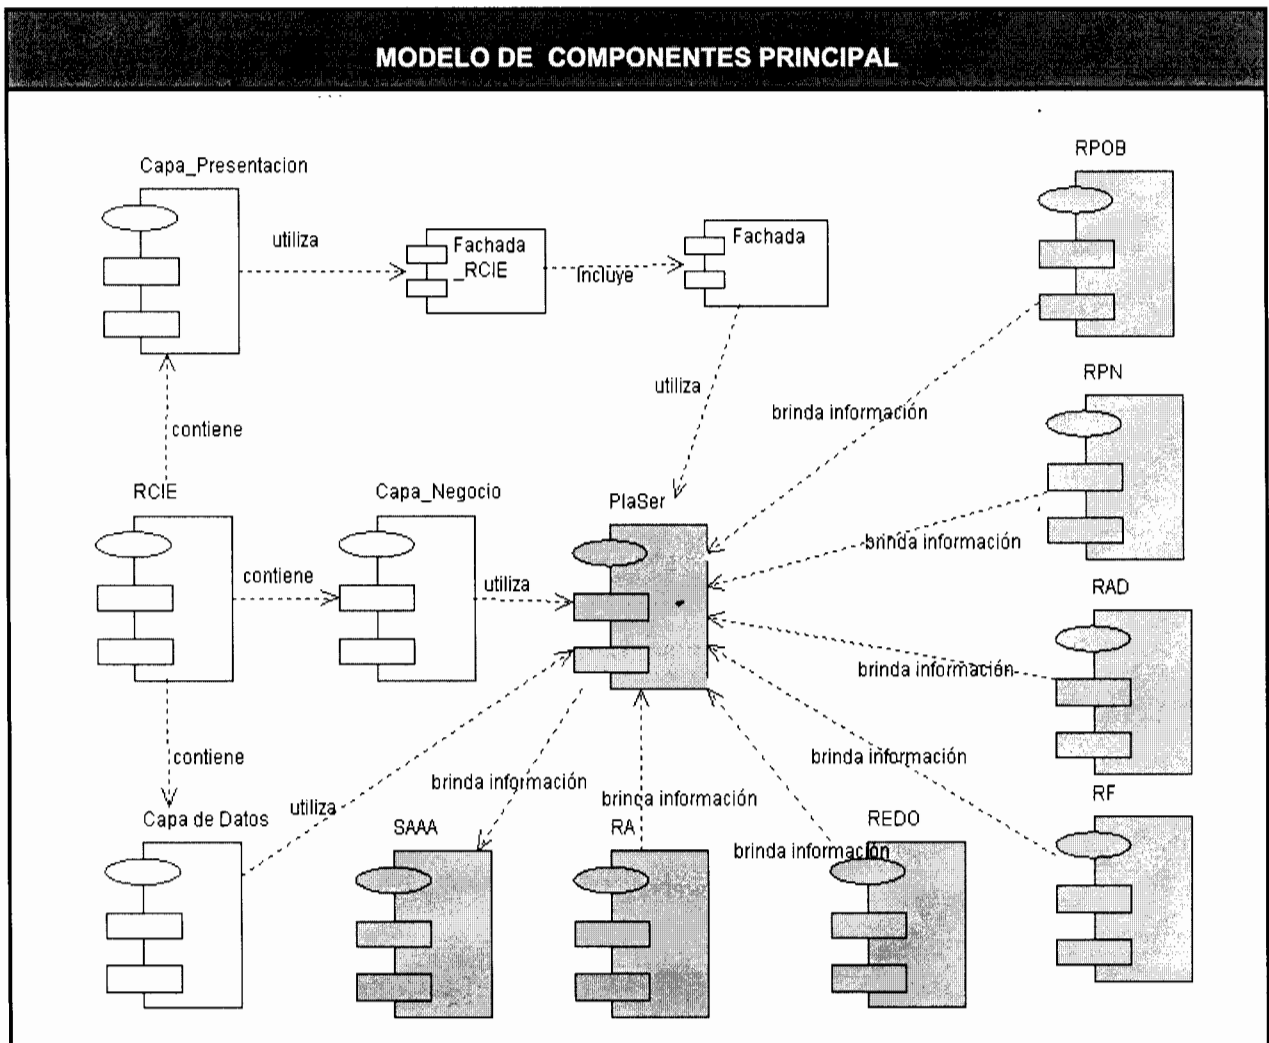 MODELO DE COMPONENTES PRINCIPAL
RPOB
Capa_Presentacion
utiliza
Fachada
_RCIE
Incluye
Fachada
RPN
utiliza
brinda información
contiene
RCIE
Capa_Negocio
PlaSer
brinda información
contiene
utiliza
RAD
brinda información
contiene
brinda información
utiliza
brinda información
brinda información
RF
Capa de Datos
SAAA
RA
REDO
brinda información